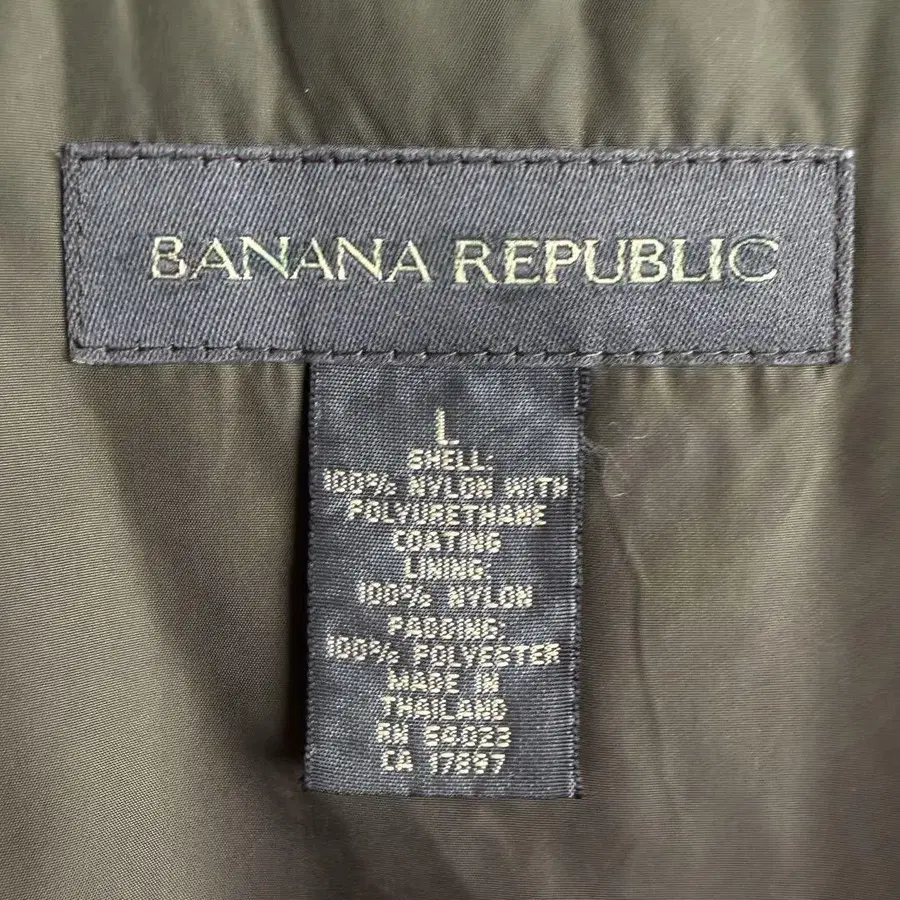 BANANA REPUBLIC
L
SHELL:
100% NYLON WITH
POLYURETHANE
COATING
LINING:
100% NYLON
PADDING:
100% POLYESTER
MADE IN
THAILAND
RN
CA 17897